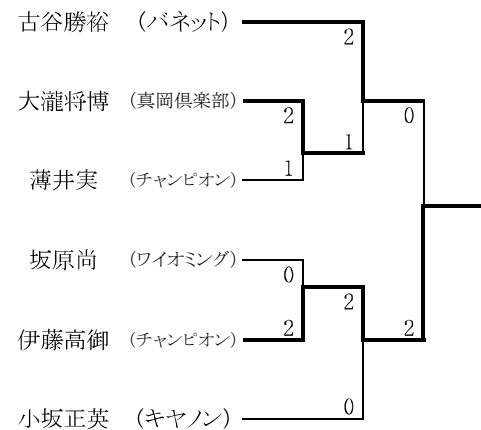 古谷勝裕 (バネット)
2
大瀧将博 (真岡倶楽部)
2
0
1
薄井実 (チャンピオン)
1
坂原尚 (ワイオミング)
0
2
伊藤高御 (チャンピオン)
2
2
小坂正英 (キヤノン)
0